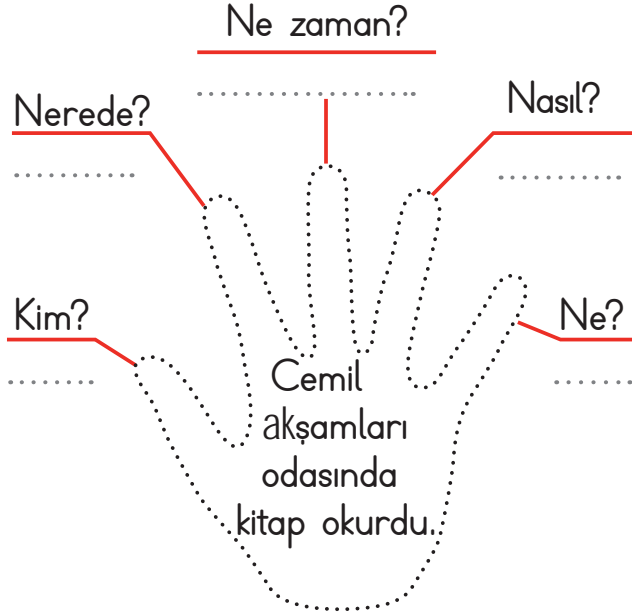 Ne zaman?
Nerede?
Nasıl?
Kim?
Ne?
Cemil
akşamları
odasında
kitap okurdu.